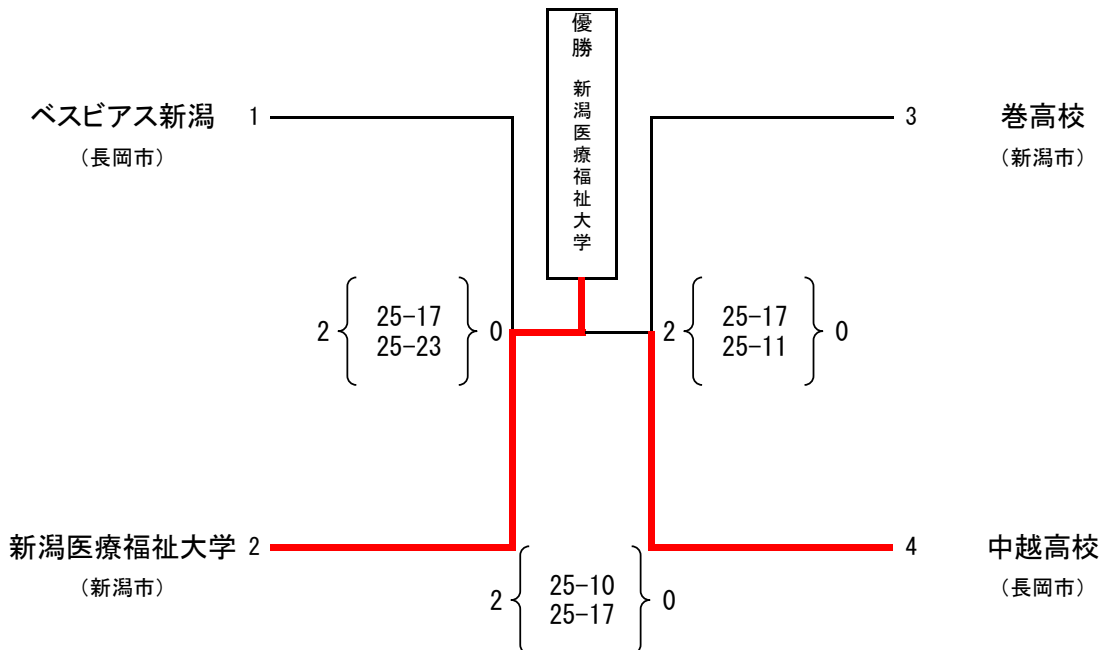 優勝 新潟医療福祉大学
ベスビアス新潟 1
（長岡市）
3 巻高校
（新潟市）
2 25-17 0
25-23
2 25-17 0
25-11
新潟医療福祉大学 2
（新潟市）
4 中越高校
（長岡市）
2 25-10 0
25-17